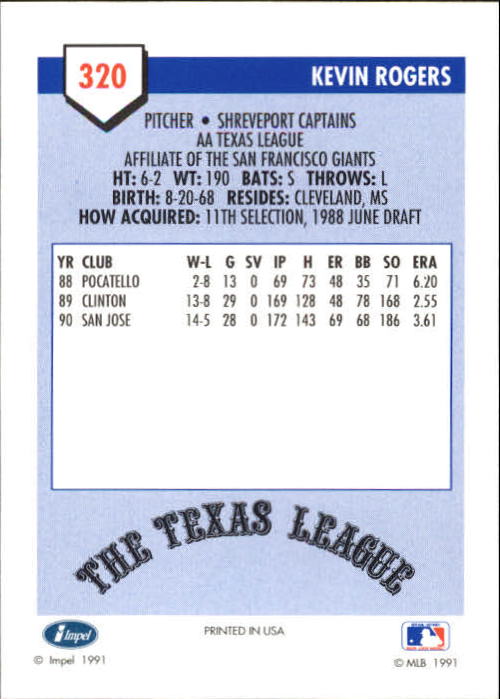 320
KEVIN ROGERS
PITCHER • SHREVEPORT CAPTAINS
AA TEXAS LEAGUE
AFFILIATE OF THE SAN FRANCISCO GIANTS
HT: 6-2 WT: 190 BATS: S THROWS: L
BIRTH: 8-20-68 RESIDES: CLEVELAND, MS
HOW ACQUIRED: 11TH SELECTION, 1988 JUNE DRAFT
YR CLUB W-L G SV IP H ER BB SO ERA
88 POCATELLO 2-8 13 0 69 73 48 35 71 6.20
89 CLINTON 13-8 29 0 169 128 48 78 168 2.55
90 SAN JOSE 14-5 28 0 172 143 69 68 186 3.61
THE TEXAS LEAGUE
Impel
PRINTED IN USA
© Impel 1991
© MLB 1991